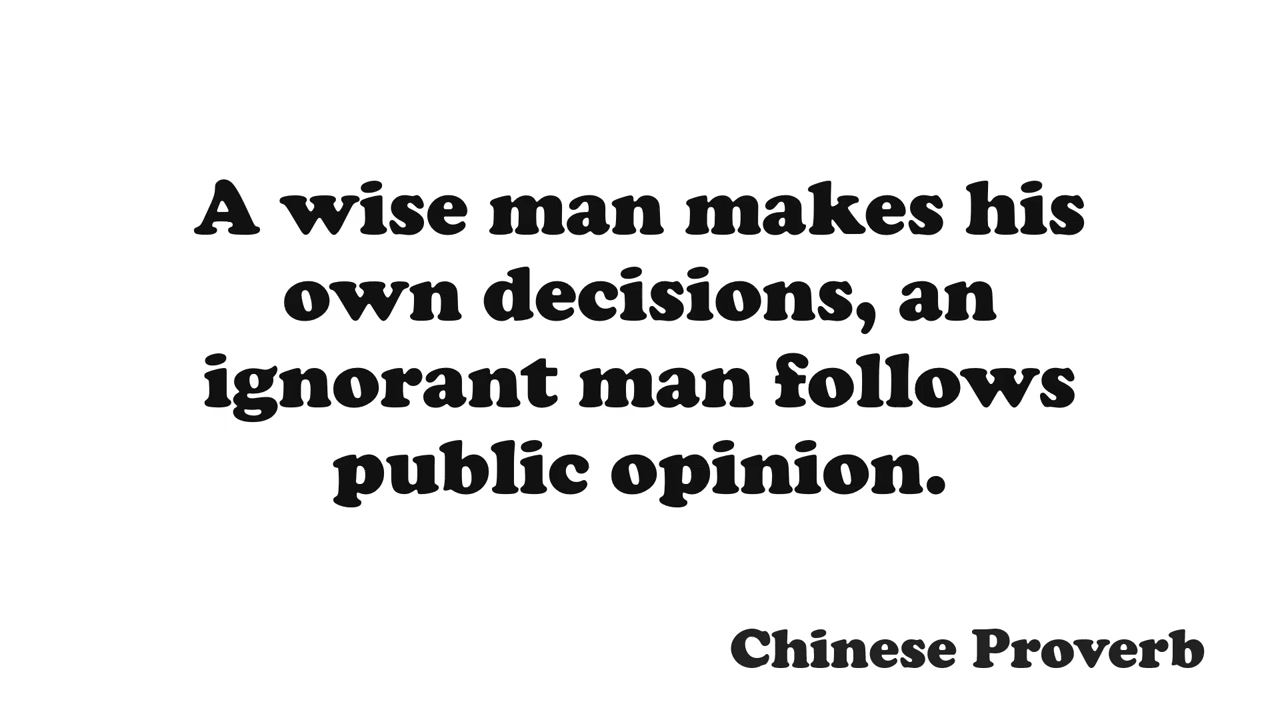 A wise man makes his
own decisions, an
ignorant man follows
public opinion.
Chinese Proverb